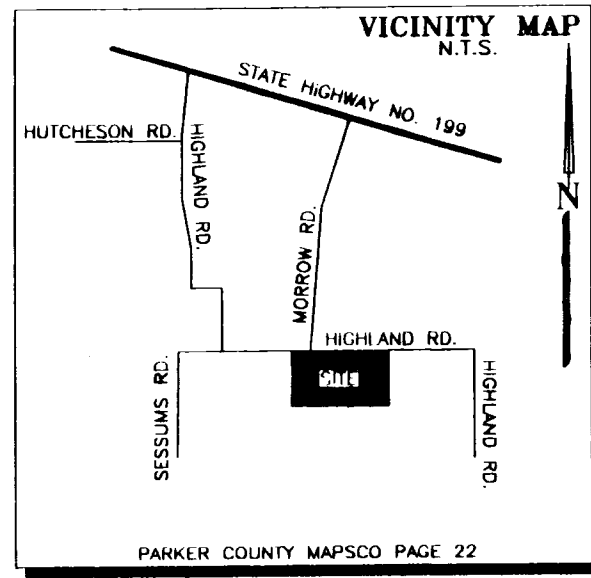 VICINITY MAP
N.T.S.
STATE HiGHWAY NO. 199
HUTCHESON RD.
HIGHLAND RD.
N
MORROW RD.
HIGHLAND RD.
SITE
SESSUMS RD.
HIGHLAND RD.
PARKER COUNTY MAPSCO PAGE 22